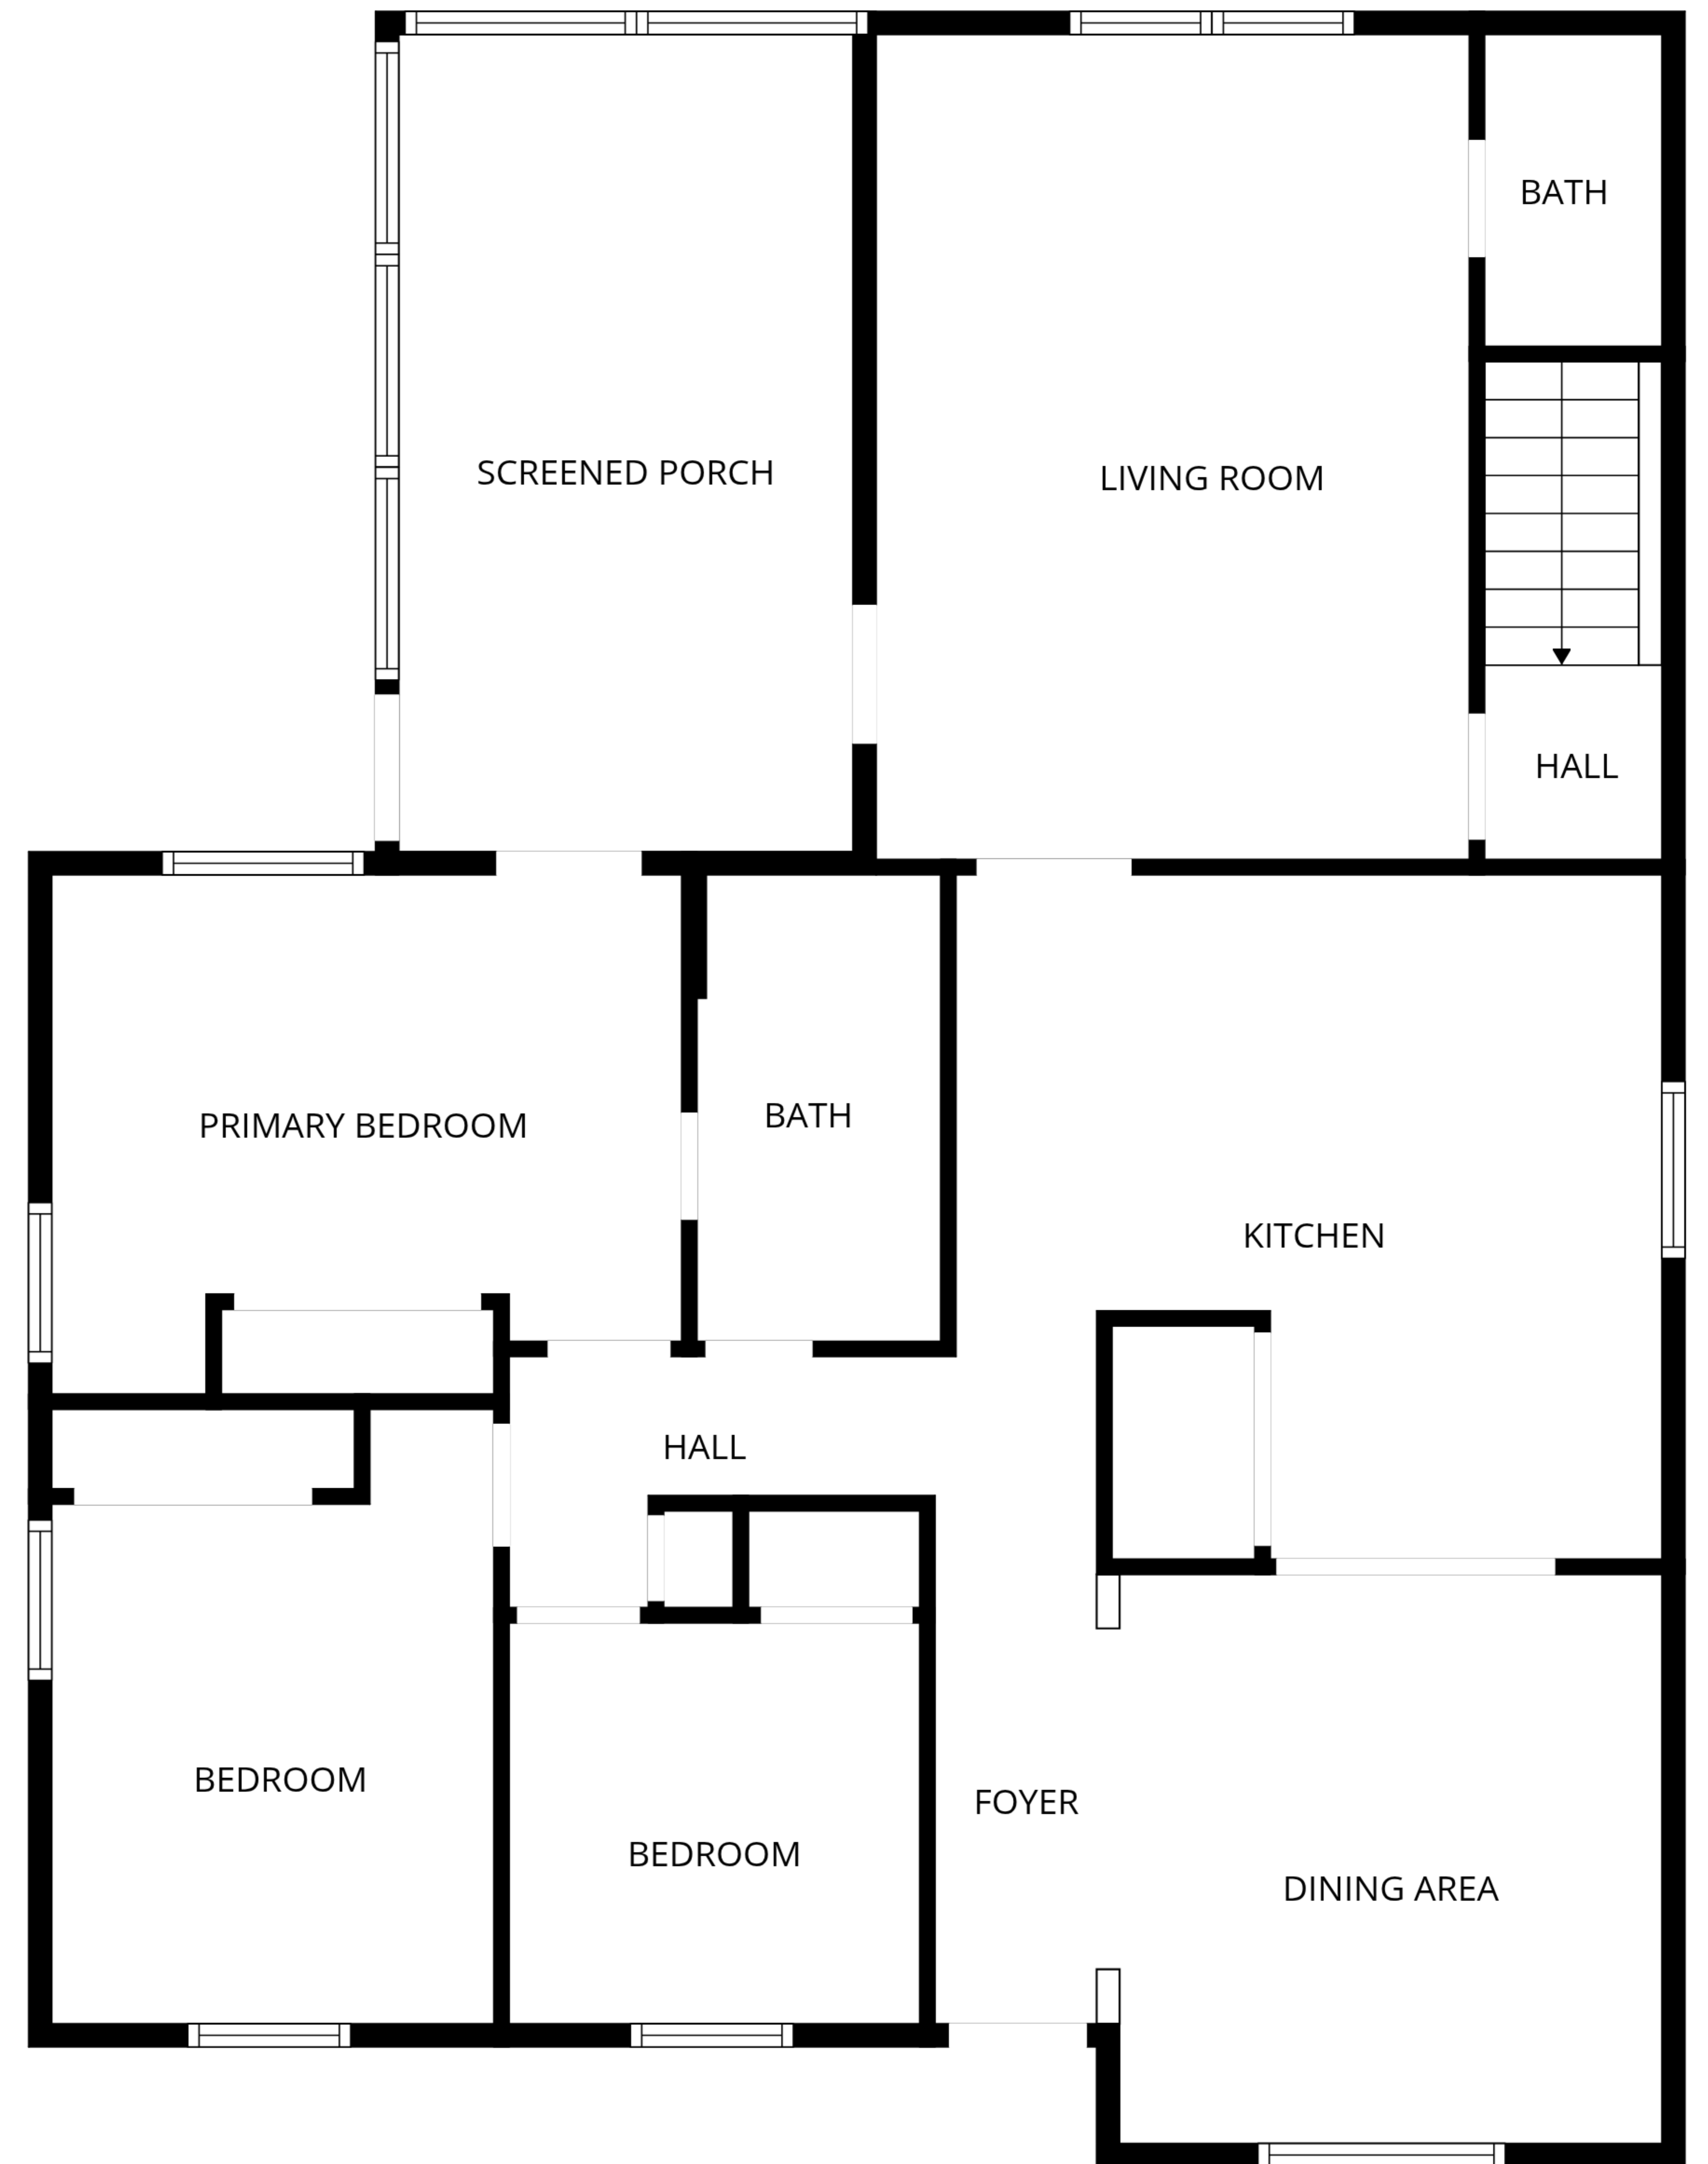 BATH
SCREENED PORCH
LIVING ROOM
HALL
PRIMARY BEDROOM
BATH
KITCHEN
HALL
BEDROOM
FOYER
BEDROOM
DINING AREA